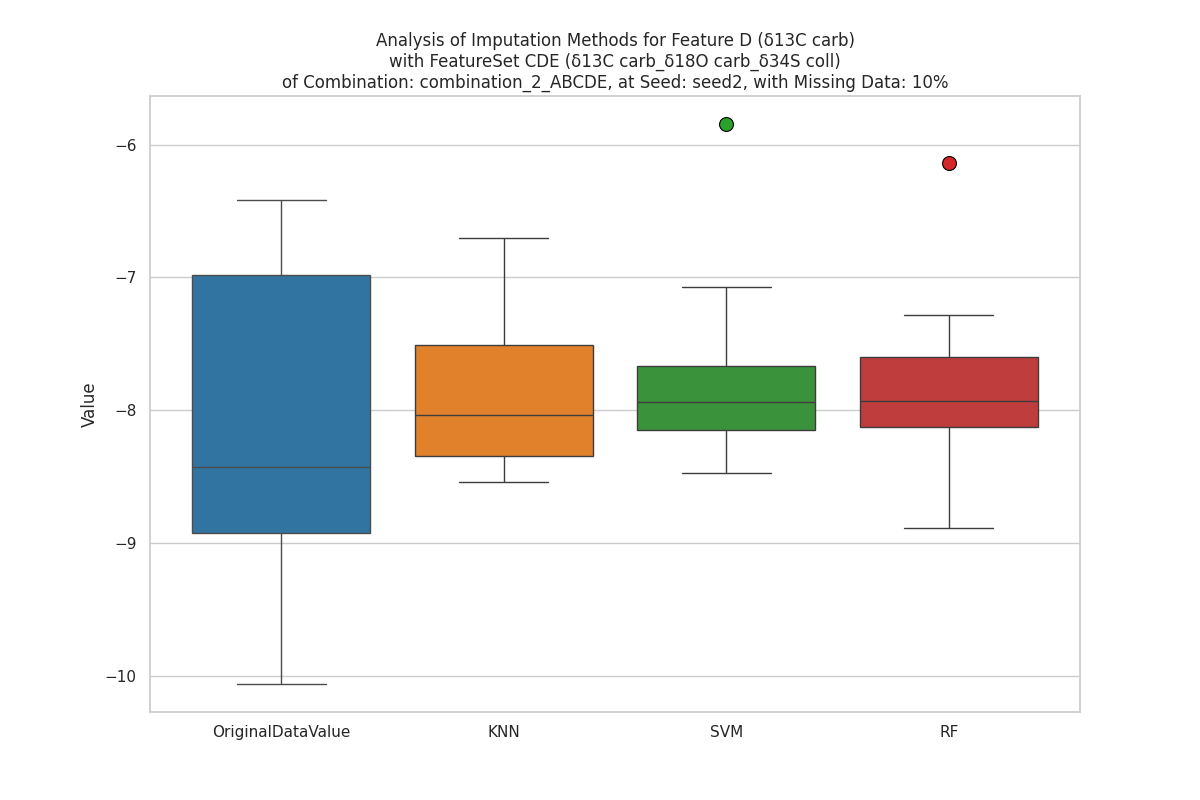 Analysis of Imputation Methods for Feature D (δ13C carb)
with FeatureSet CDE (δ13C carb_δ18O carb_δ34S coll)
of Combination: combination_2_ABCDE, at Seed: seed2, with Missing Data: 10%
−6
−7
−8
−9
−10
Value
OriginalDataValue
KNN
SVM
RF